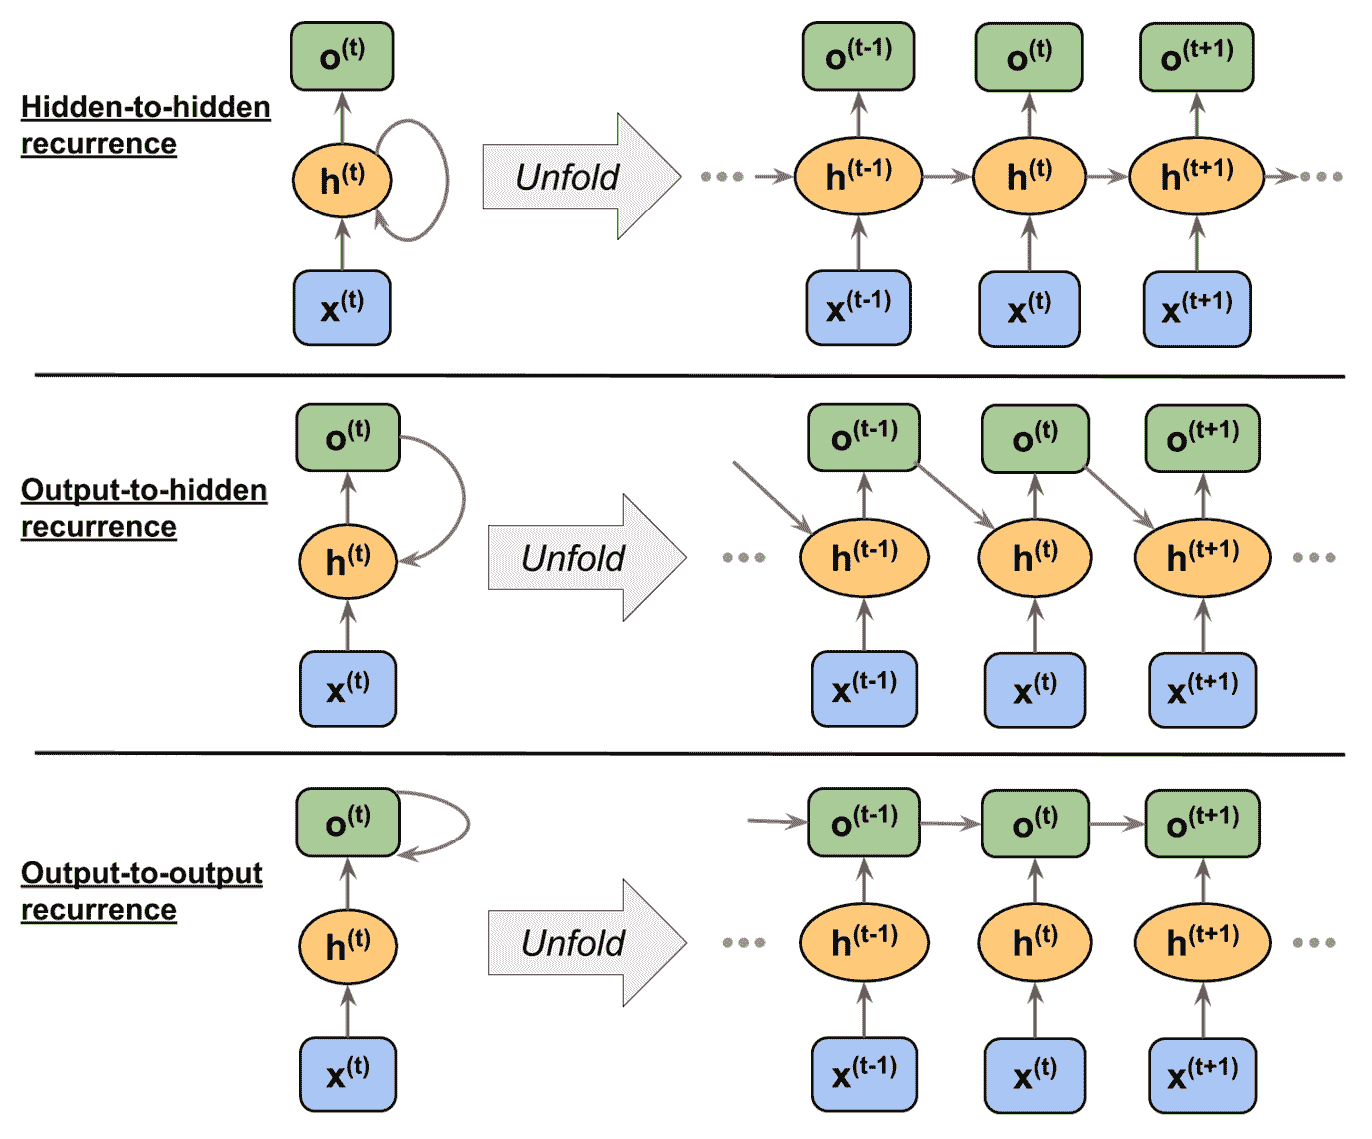 o(t) o(t-1) o(t) o(t+1)
Hidden-to-hidden
recurrence
h(t) Unfold h(t-1) h(t) h(t+1)
x(t) x(t-1) x(t) x(t+1)
o(t) o(t-1) o(t) o(t+1)
Output-to-hidden
recurrence
h(t) Unfold h(t-1) h(t) h(t+1)
x(t) x(t-1) x(t) x(t+1)
o(t) o(t-1) o(t) o(t+1)
Output-to-output
recurrence
h(t) Unfold h(t-1) h(t) h(t+1)
x(t) x(t-1) x(t) x(t+1)